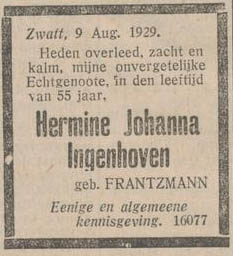 Zwatt, 9 Aug. 1929.
Heden overleed, zacht en
kalm, mijne onvergetelijke
Echtgenoote, in den leeftijd
van 55 jaar,
Hermine Johanna
Ingenhoven
geb. FRANTZMANN
Eenige en algemeene
kennisgeving. 16077